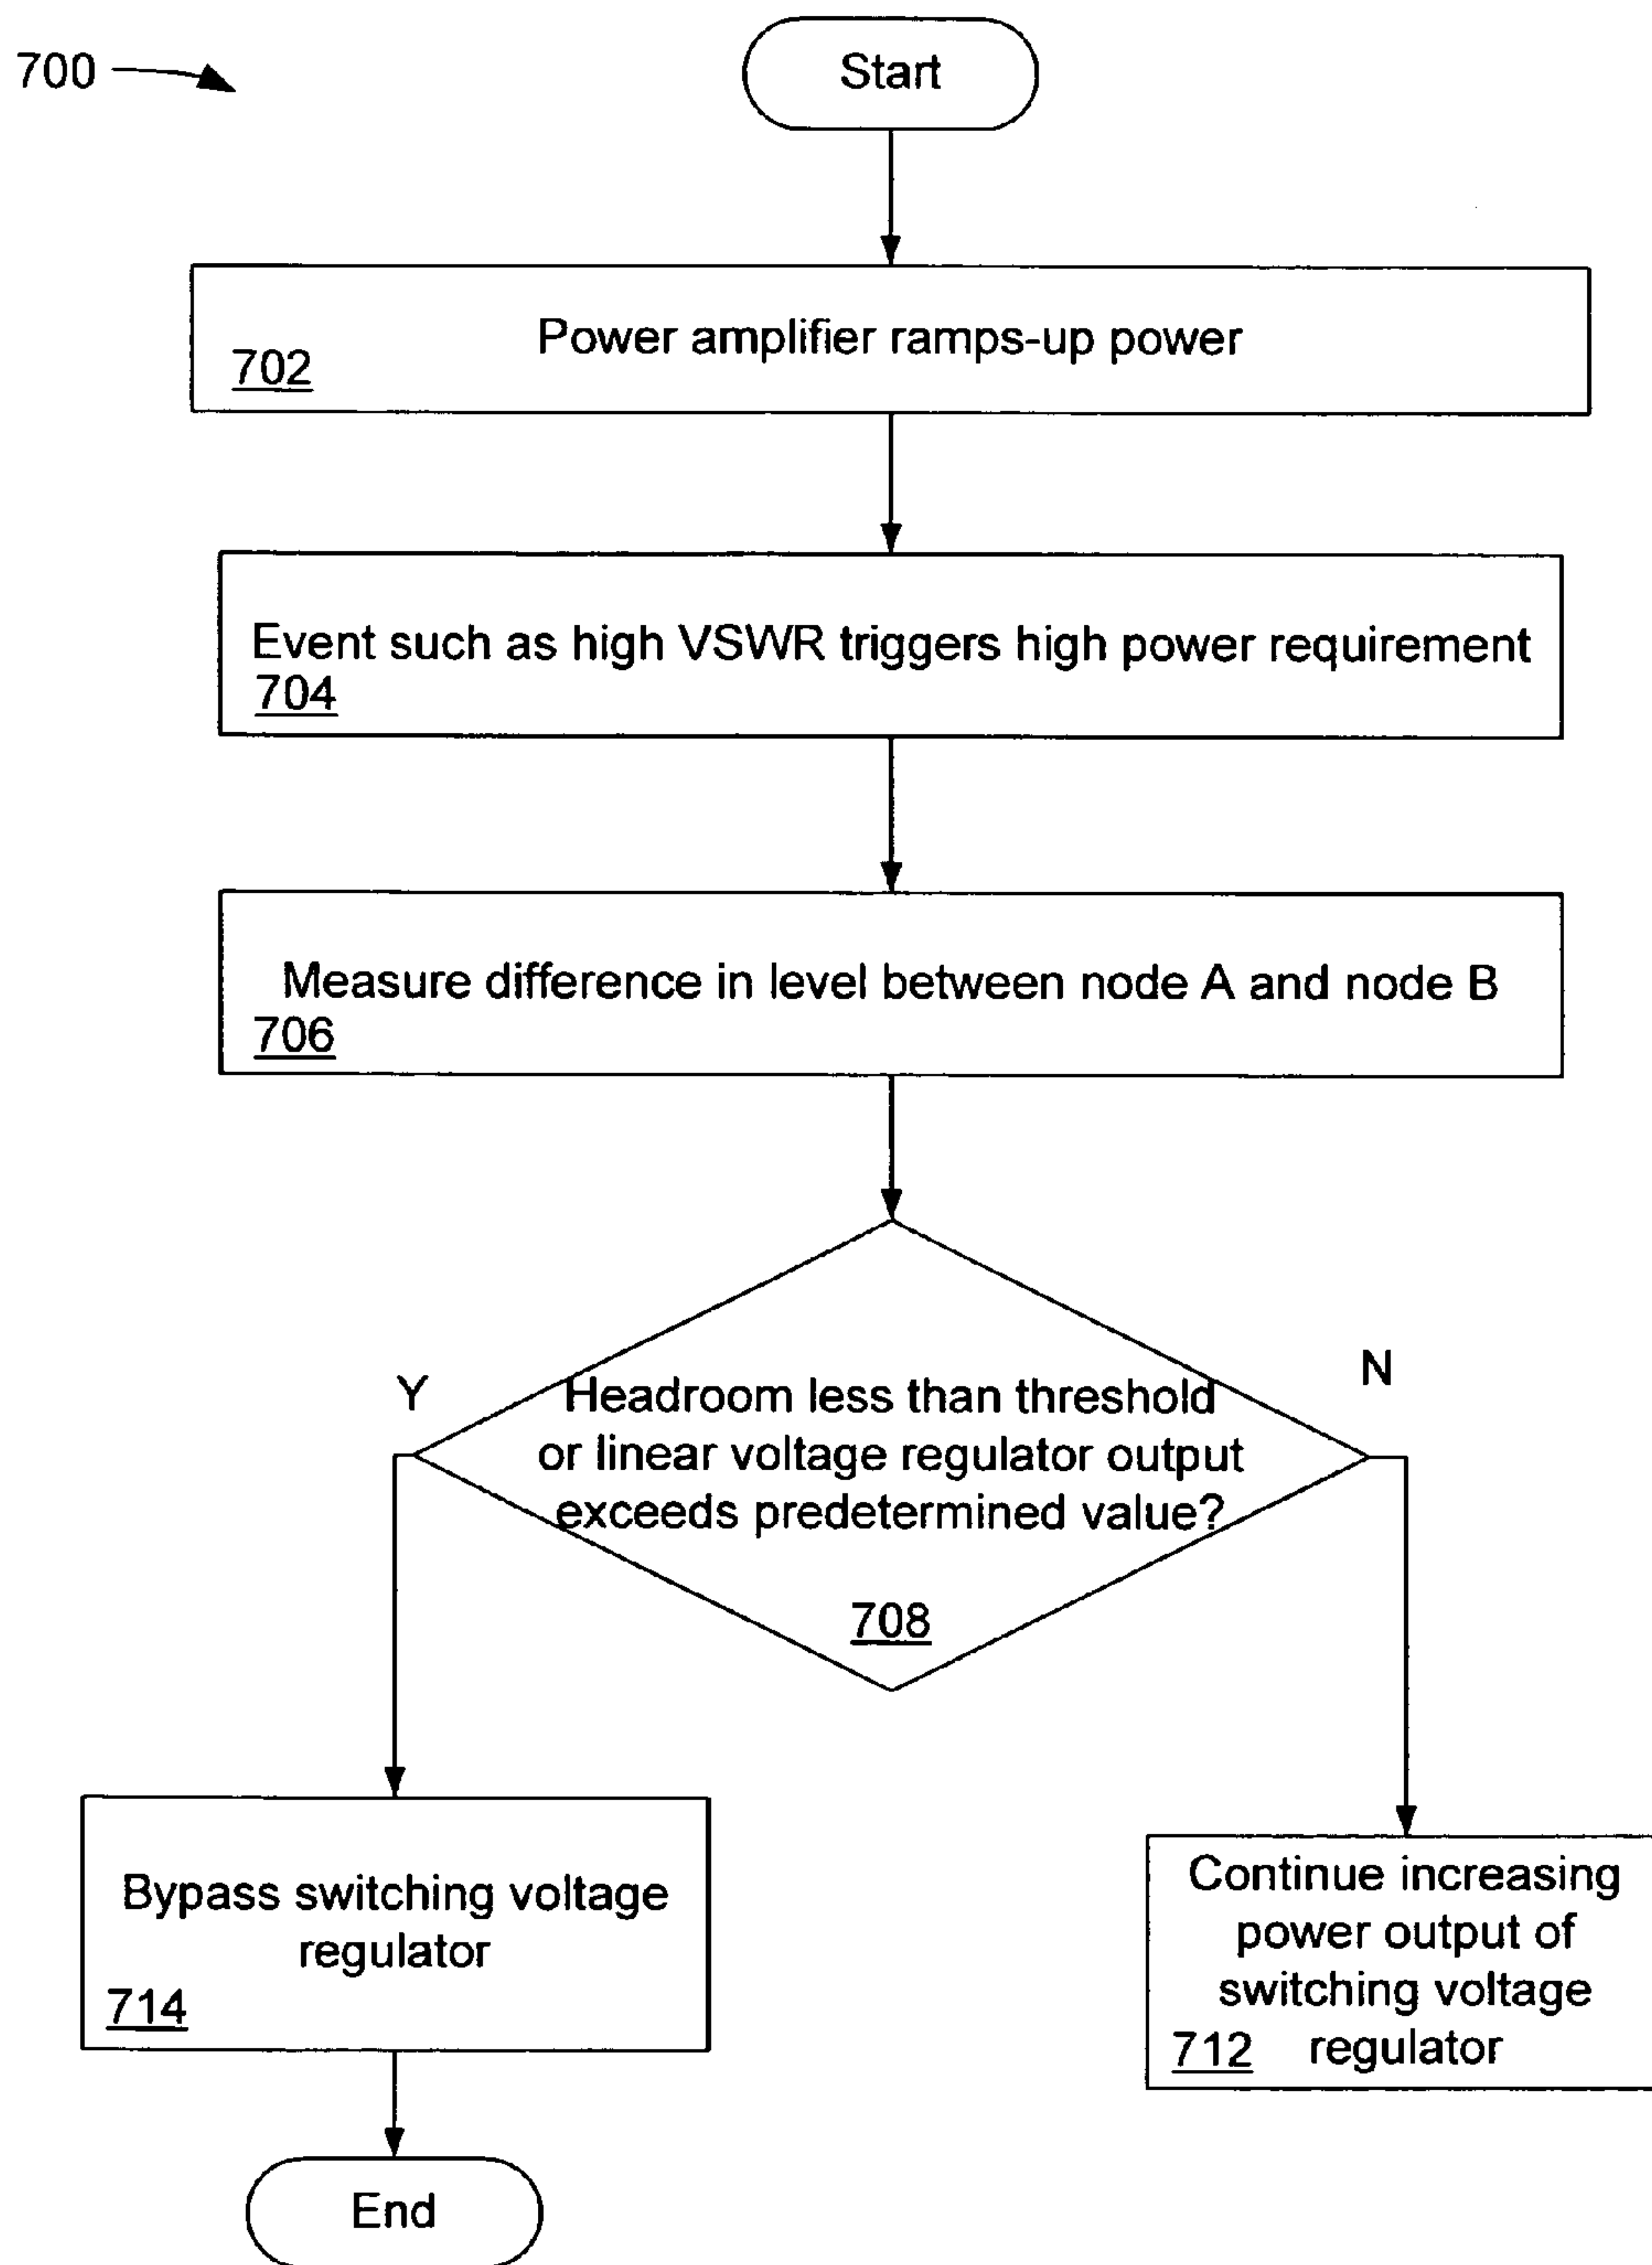 700
Start
Power amplifier ramps-up power
702
Event such as high VSWR triggers high power requirement
704
Measure difference in level between node A and node B
706
Y
N
Headroom less than threshold
or linear voltage regulator output
exceeds predetermined value?
708
Bypass switching voltage
regulator
714
Continue increasing
power output of
switching voltage
712 regulator
End